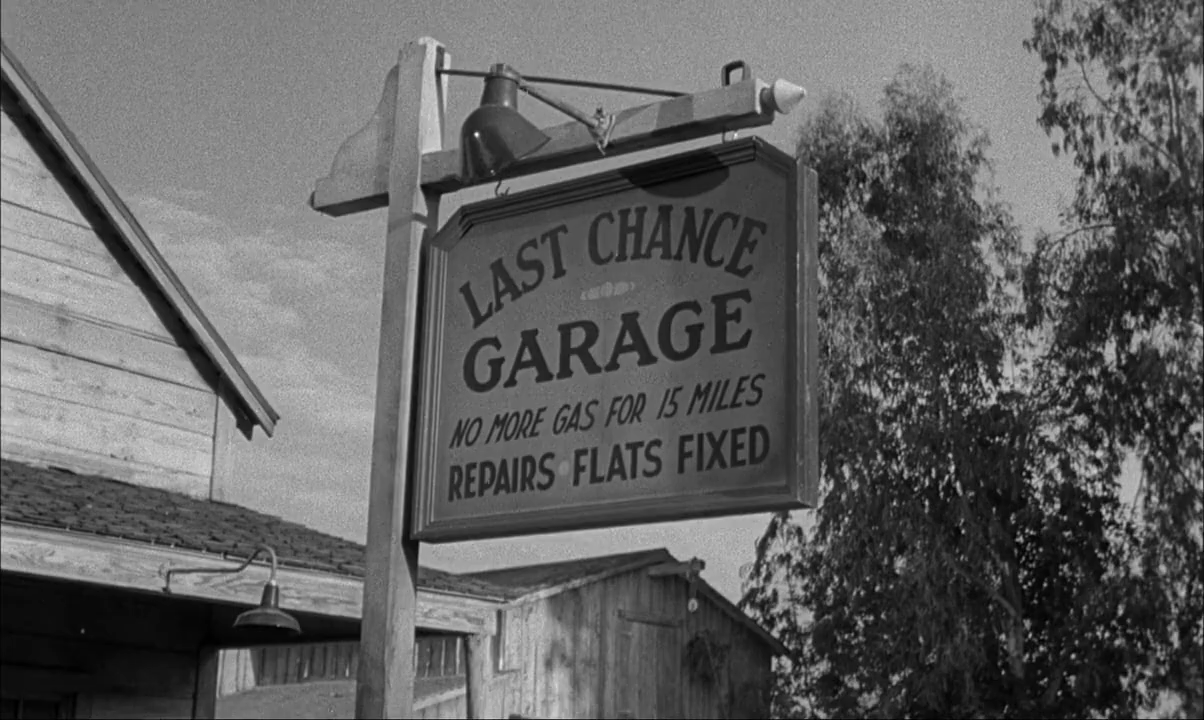 LAST CHANCE
GARAGE
NO MORE GAS FOR 15 MILES
REPAIRS FLATS FIXED